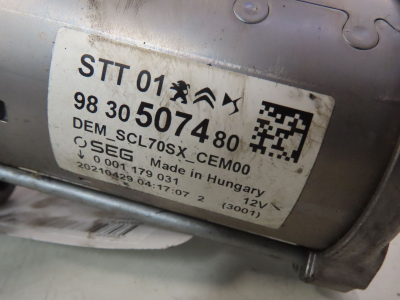 STT 01
98 30 5074 80
DEM_SCL70SX_CEM00
SEG Made in Hungary
0 001 179 031 12V
20210429 04:17:07 2 (3001)